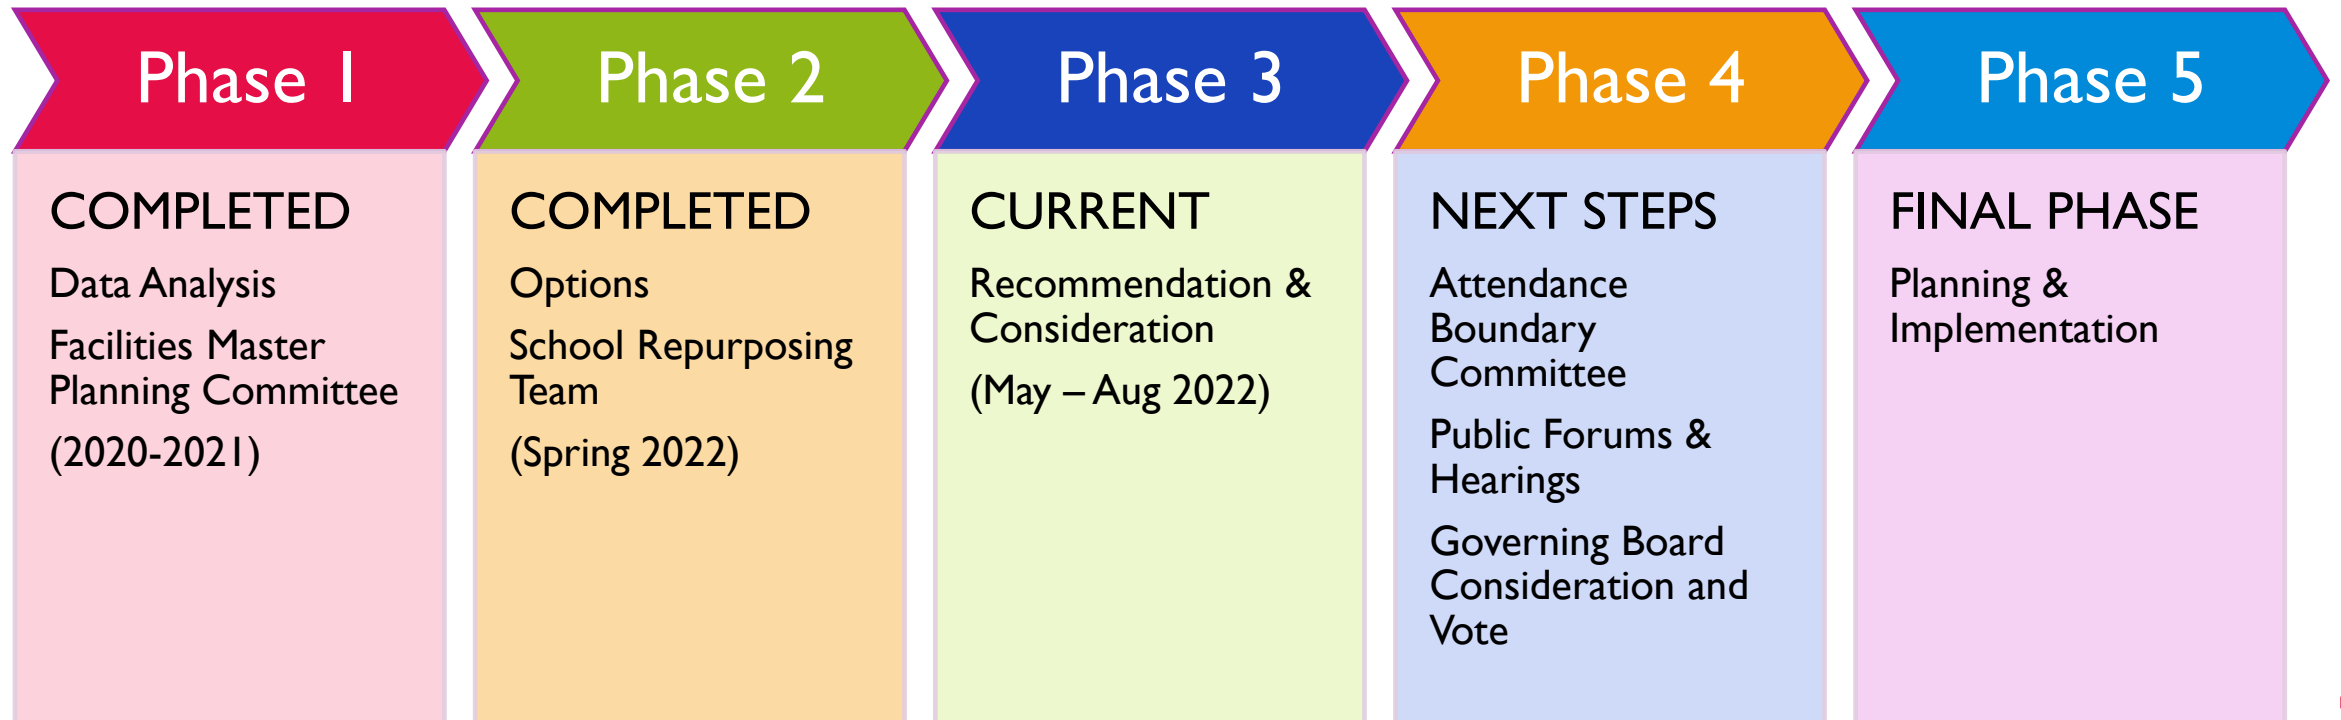 Phase 1
COMPLETED
Data Analysis
Facilities Master
Planning Committee
(2020-2021)
Phase 2
COMPLETED
Options
School Repurposing
Team
(Spring 2022)
Phase 3
CURRENT
Recommendation &
Consideration
(May – Aug 2022)
Phase 4
NEXT STEPS
Attendance
Boundary
Committee
Public Forums &
Hearings
Governing Board
Consideration and
Vote
Phase 5
FINAL PHASE
Planning &
Implementation